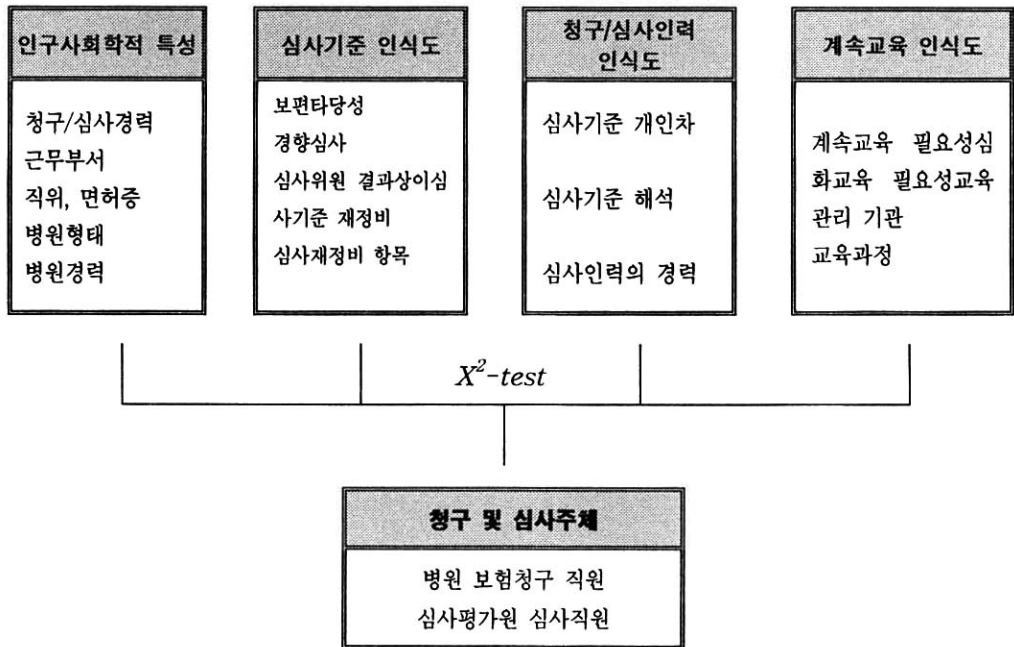 인구사회학적 특성
청구/심사경력
근무부서
직위, 면허증
병원형태
병원경력
심사기준 인식도
보편타당성
경향심사
심사위원 결과상이심
사기준 재정비
심사재정비 항목
청구/심사인력
인식도
심사기준 개인차
심사기준 해석
심사인력의 경력
계속교육 인식도
계속교육 필요성심
화교육 필요성교육
관리 기관
교육과정
X²-test
청구 및 심사주체
병원 보험청구 직원
심사평가원 심사직원